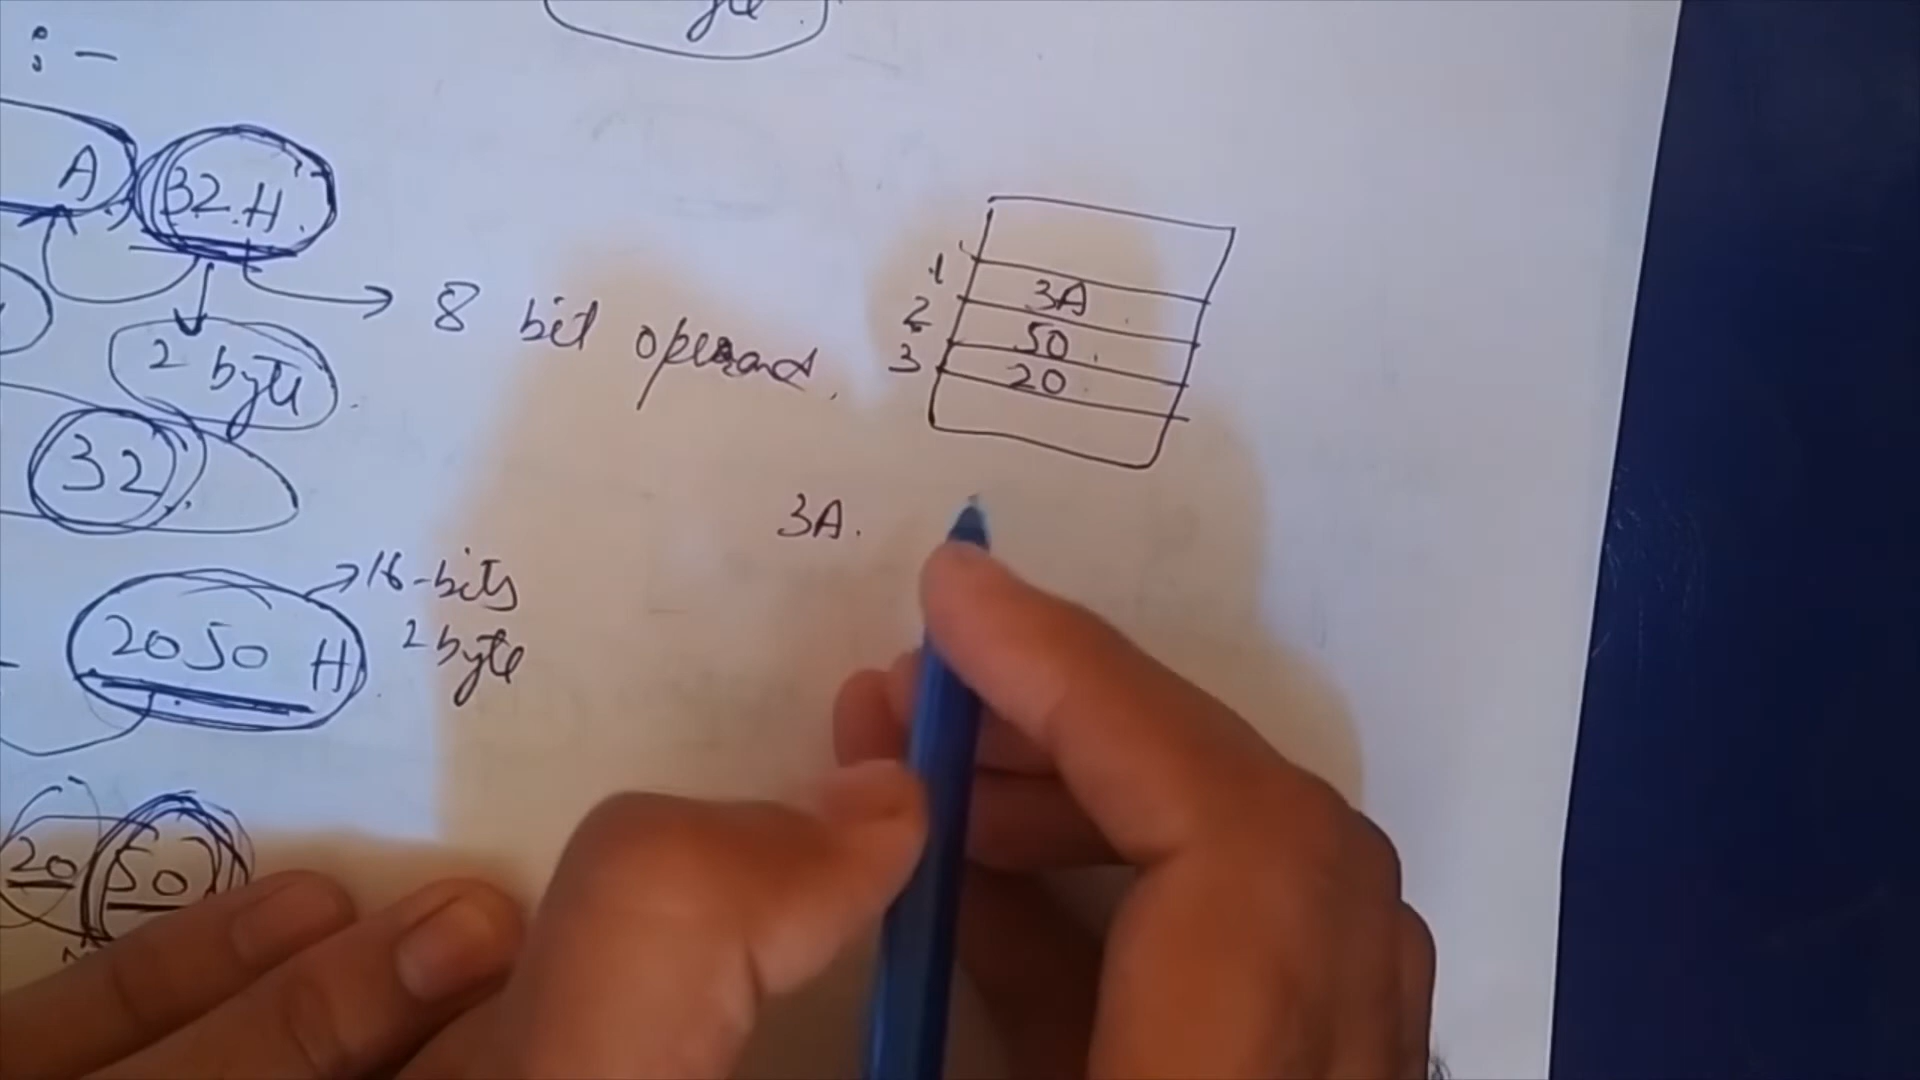 :-
A, 32.H.
8 bit operand.
2 byte
32
1 3A
2 50
3 20
3A.
16-bits
2050 H 2 byte
20 50